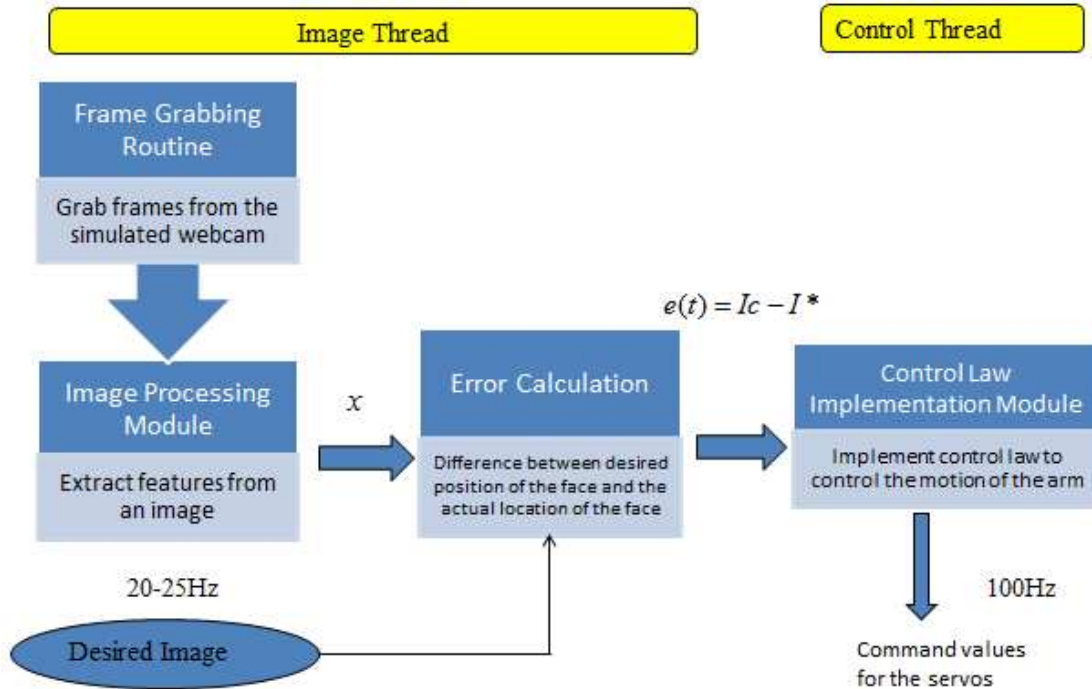 Image Thread
Control Thread
Frame Grabbing
Routine
Grab frames from the
simulated webcam
e(t) = Ic − I *
Image Processing
Module
Extract features from
an image
x
Error Calculation
Difference between desired
position of the face and the
actual location of the face
Control Law
Implementation Module
Implement control law to
control the motion of the arm
20-25Hz
100Hz
Desired Image
Command values
for the servos